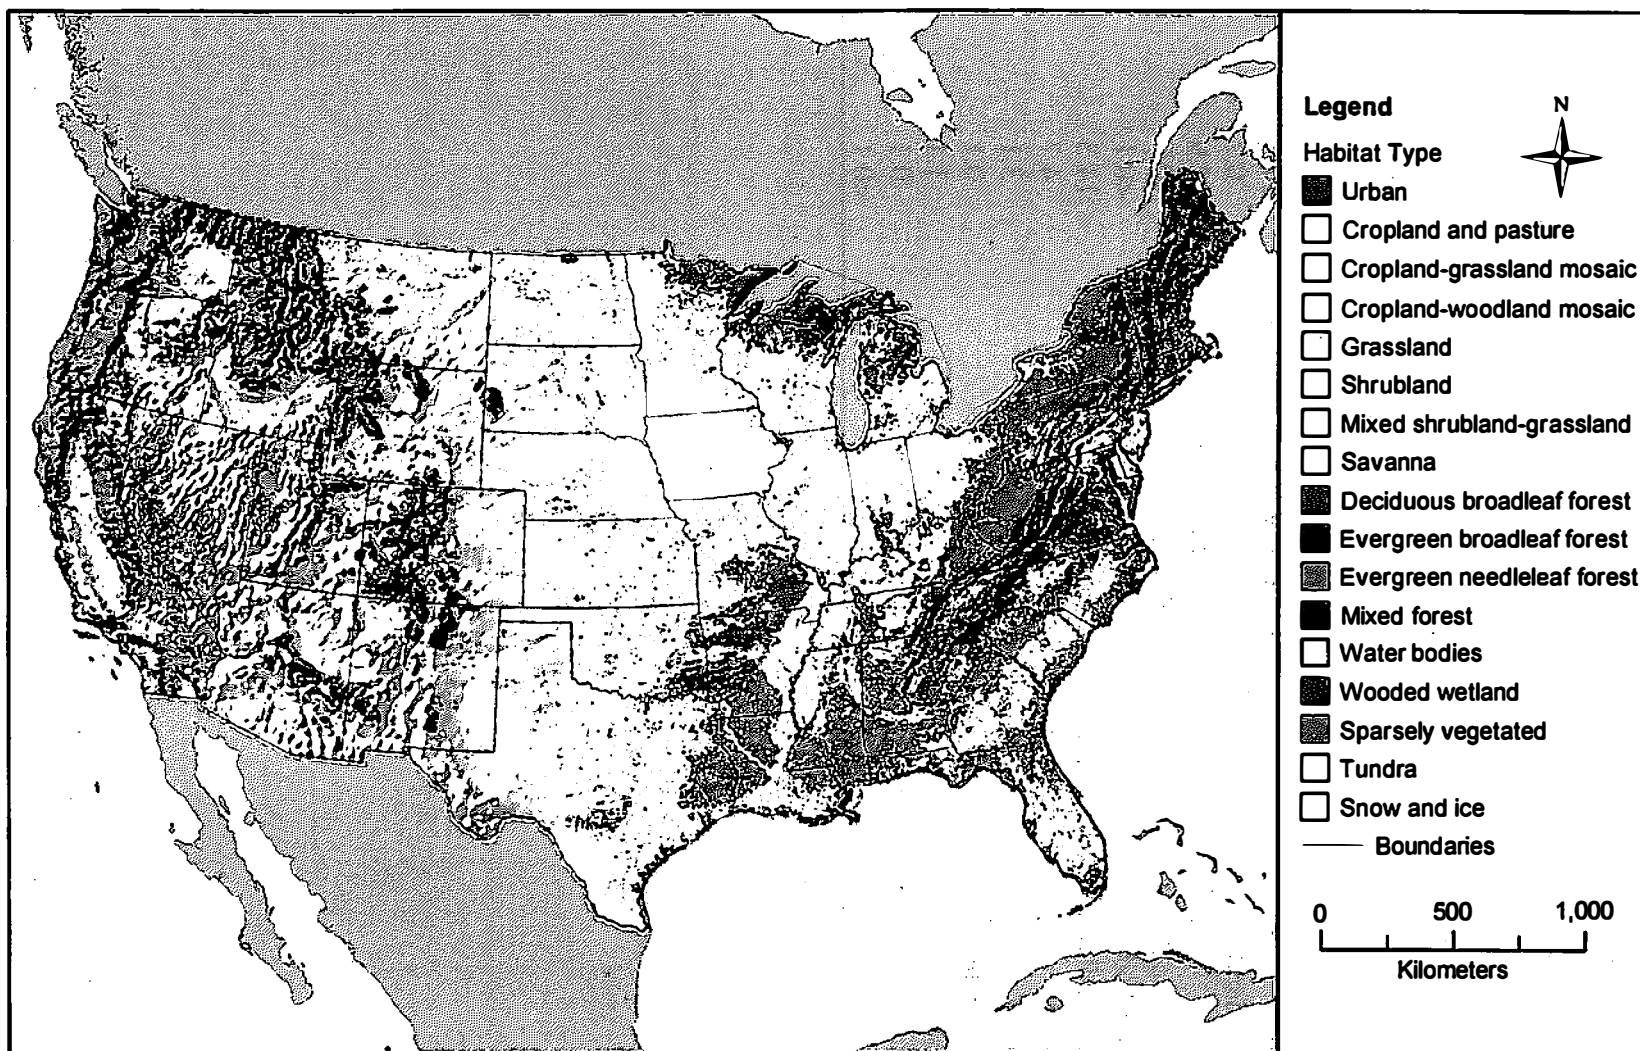 Legend
N
Habitat Type
Urban
Cropland and pasture
Cropland-grassland mosaic
Cropland-woodland mosaic
Grassland
Shrubland
Mixed shrubland-grassland
Savanna
Deciduous broadleaf forest
Evergreen broadleaf forest
Evergreen needleleaf forest
Mixed forest
Water bodies
Wooded wetland
Sparsely vegetated
Tundra
Snow and ice
Boundaries
0 500 1,000
Kilometers